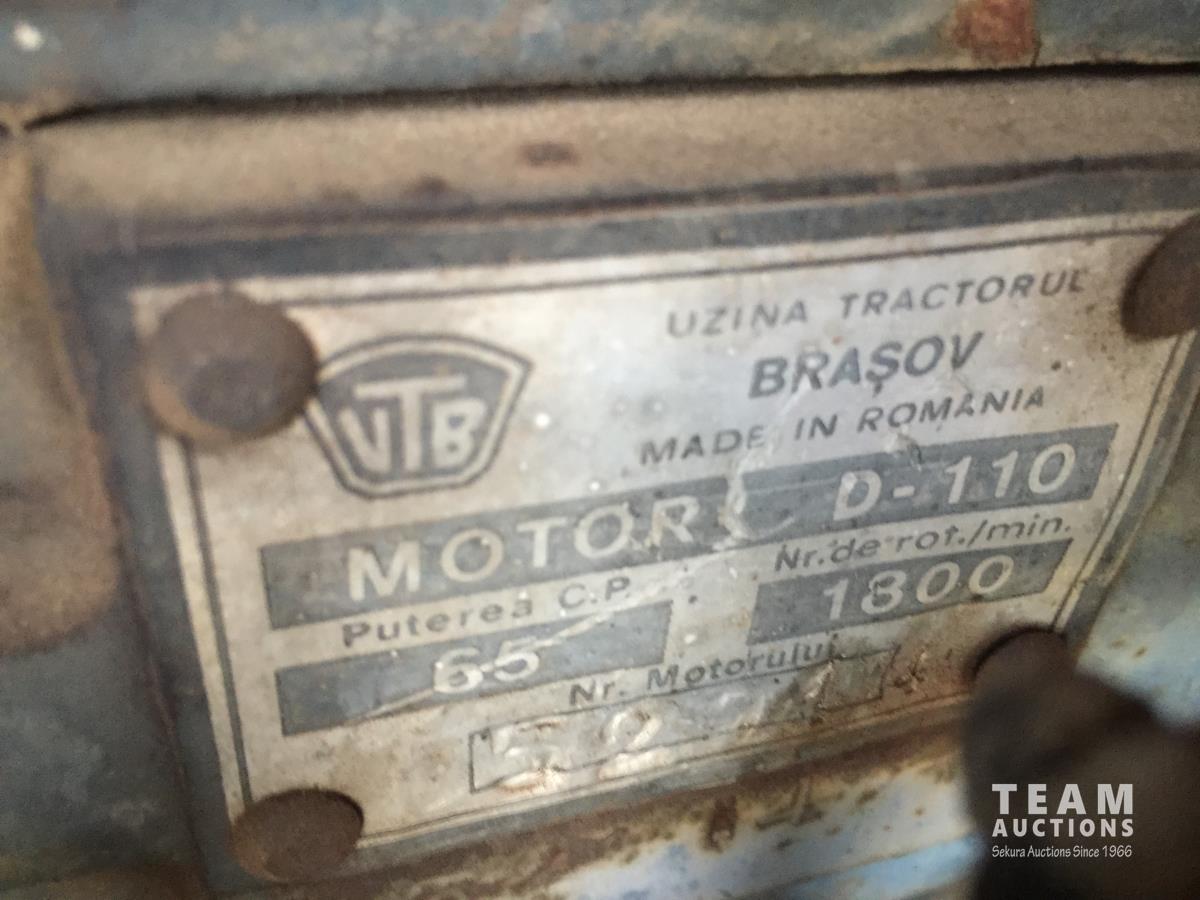 UTB
UZINA TRACTORUL
BRAȘOV
MADE IN ROMANIA
MOTOR D-110
Puterea C.P. Nr. de rot./min.
65 1800
Nr. Motorului
TEAM
AUCTIONS
Sekura Auctions Since 1966